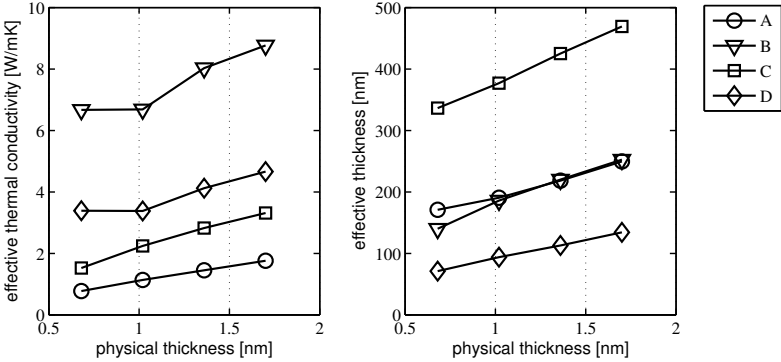 effective thermal conductivity [W/mK]
10
8
6
4
2
0
0.5
1
1.5
2
physical thickness [nm]
effective thickness [nm]
500
400
300
200
100
0
0.5
1
1.5
2
physical thickness [nm]
A
B
C
D